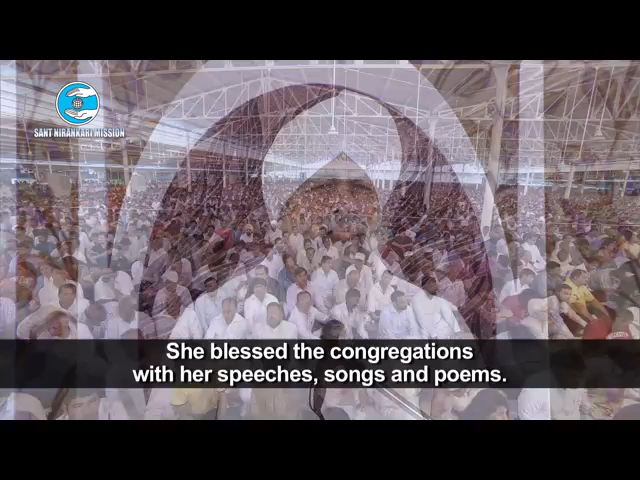 SANT NIRANKARI MISSION
She blessed the congregations
with her speeches, songs and poems.